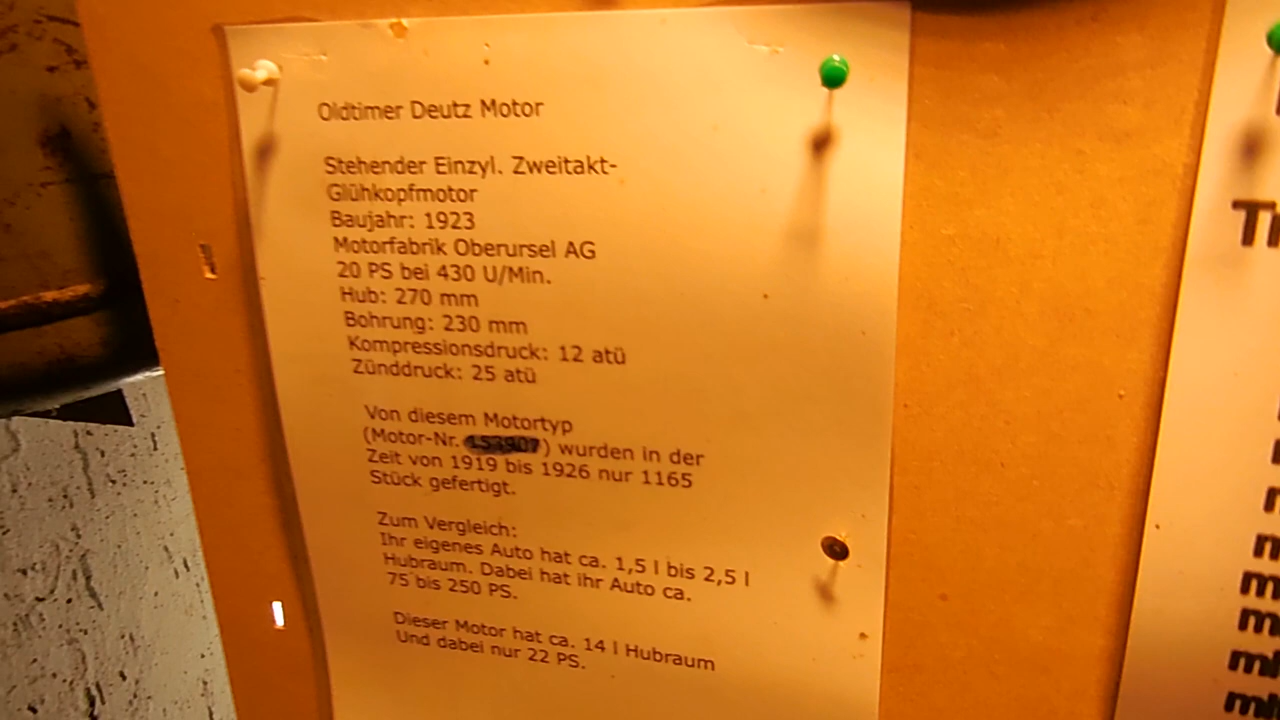 Oldtimer Deutz Motor
Stehender Einzyl. Zweitakt-
Glühkopfmotor
Baujahr: 1923
Motorfabrik Oberursel AG
20 PS bei 430 U/Min.
Hub: 270 mm
Bohrung: 230 mm
Kompressionsdruck: 12 atü
Zünddruck: 25 atü
Von diesem Motortyp
(Motor-Nr. ) wurden in der
Zeit von 1919 bis 1926 nur 1165
Stück gefertigt.
Zum Vergleich:
Ihr eigenes Auto hat ca. 1,5 l bis 2,5 l
Hubraum. Dabei hat ihr Auto ca.
75 bis 250 PS.
Dieser Motor hat ca. 14 l Hubraum
Und dabei nur 22 PS.